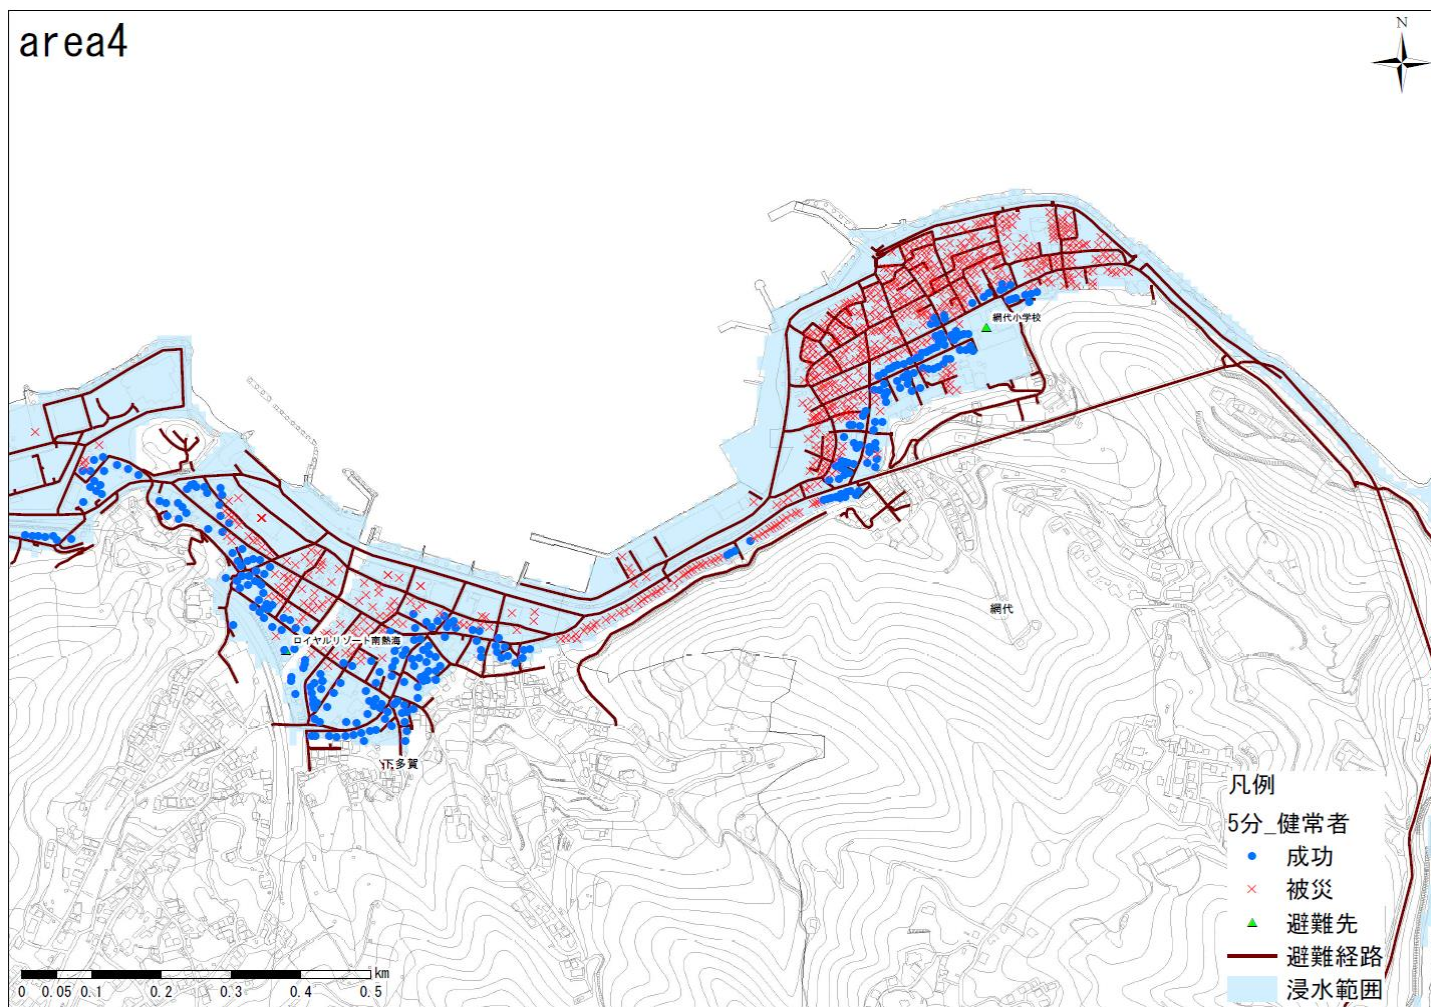 area4
N
網代小学校
網代
ロイヤルリゾート南熱海
下多賀
凡例
5分_健常者
成功
被災
避難先
避難経路
浸水範囲
km
0 0.05 0.1 0.2 0.3 0.4 0.5